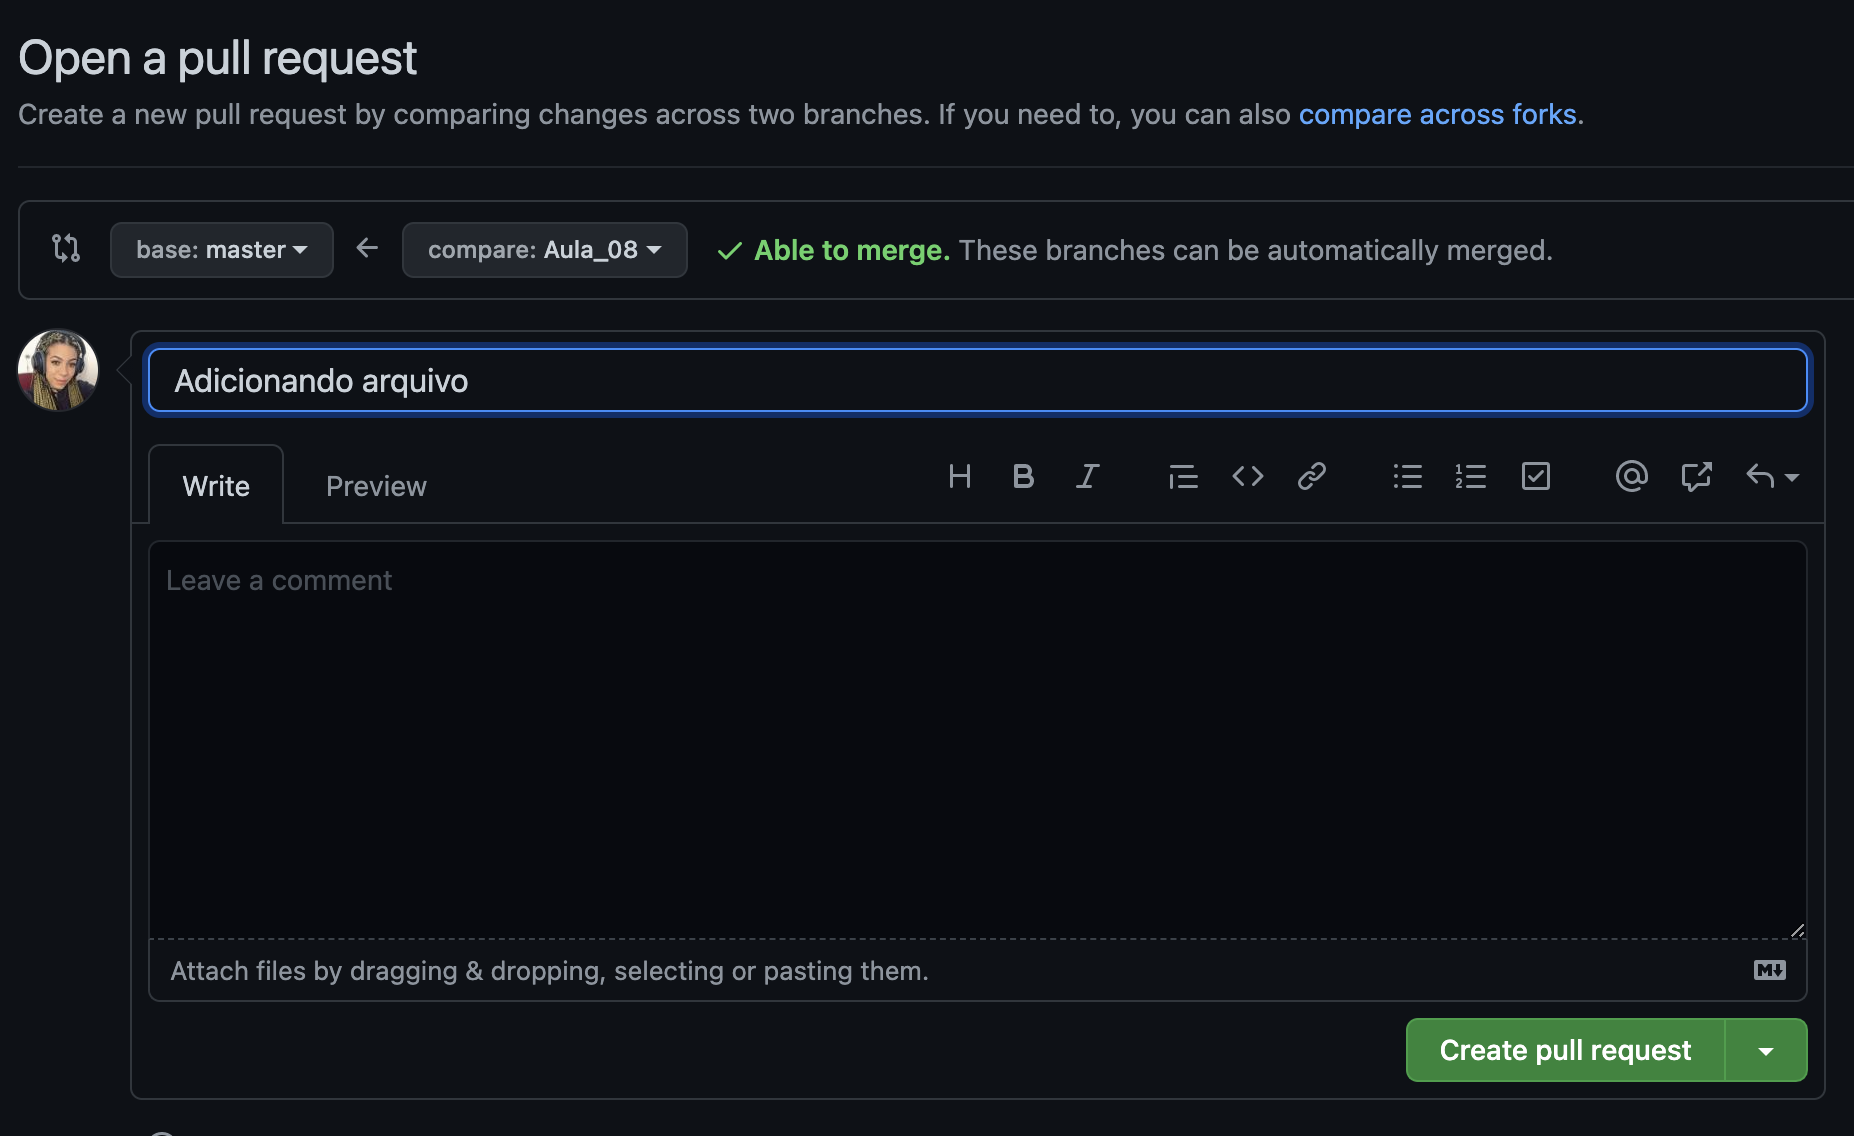 Open a pull request
Create a new pull request by comparing changes across two branches. If you need to, you can also compare across forks.
base: master compare: Aula_08 Able to merge. These branches can be automatically merged.
Adicionando arquivo
Write Preview
Leave a comment
Attach files by dragging & dropping, selecting or pasting them.
Create pull request